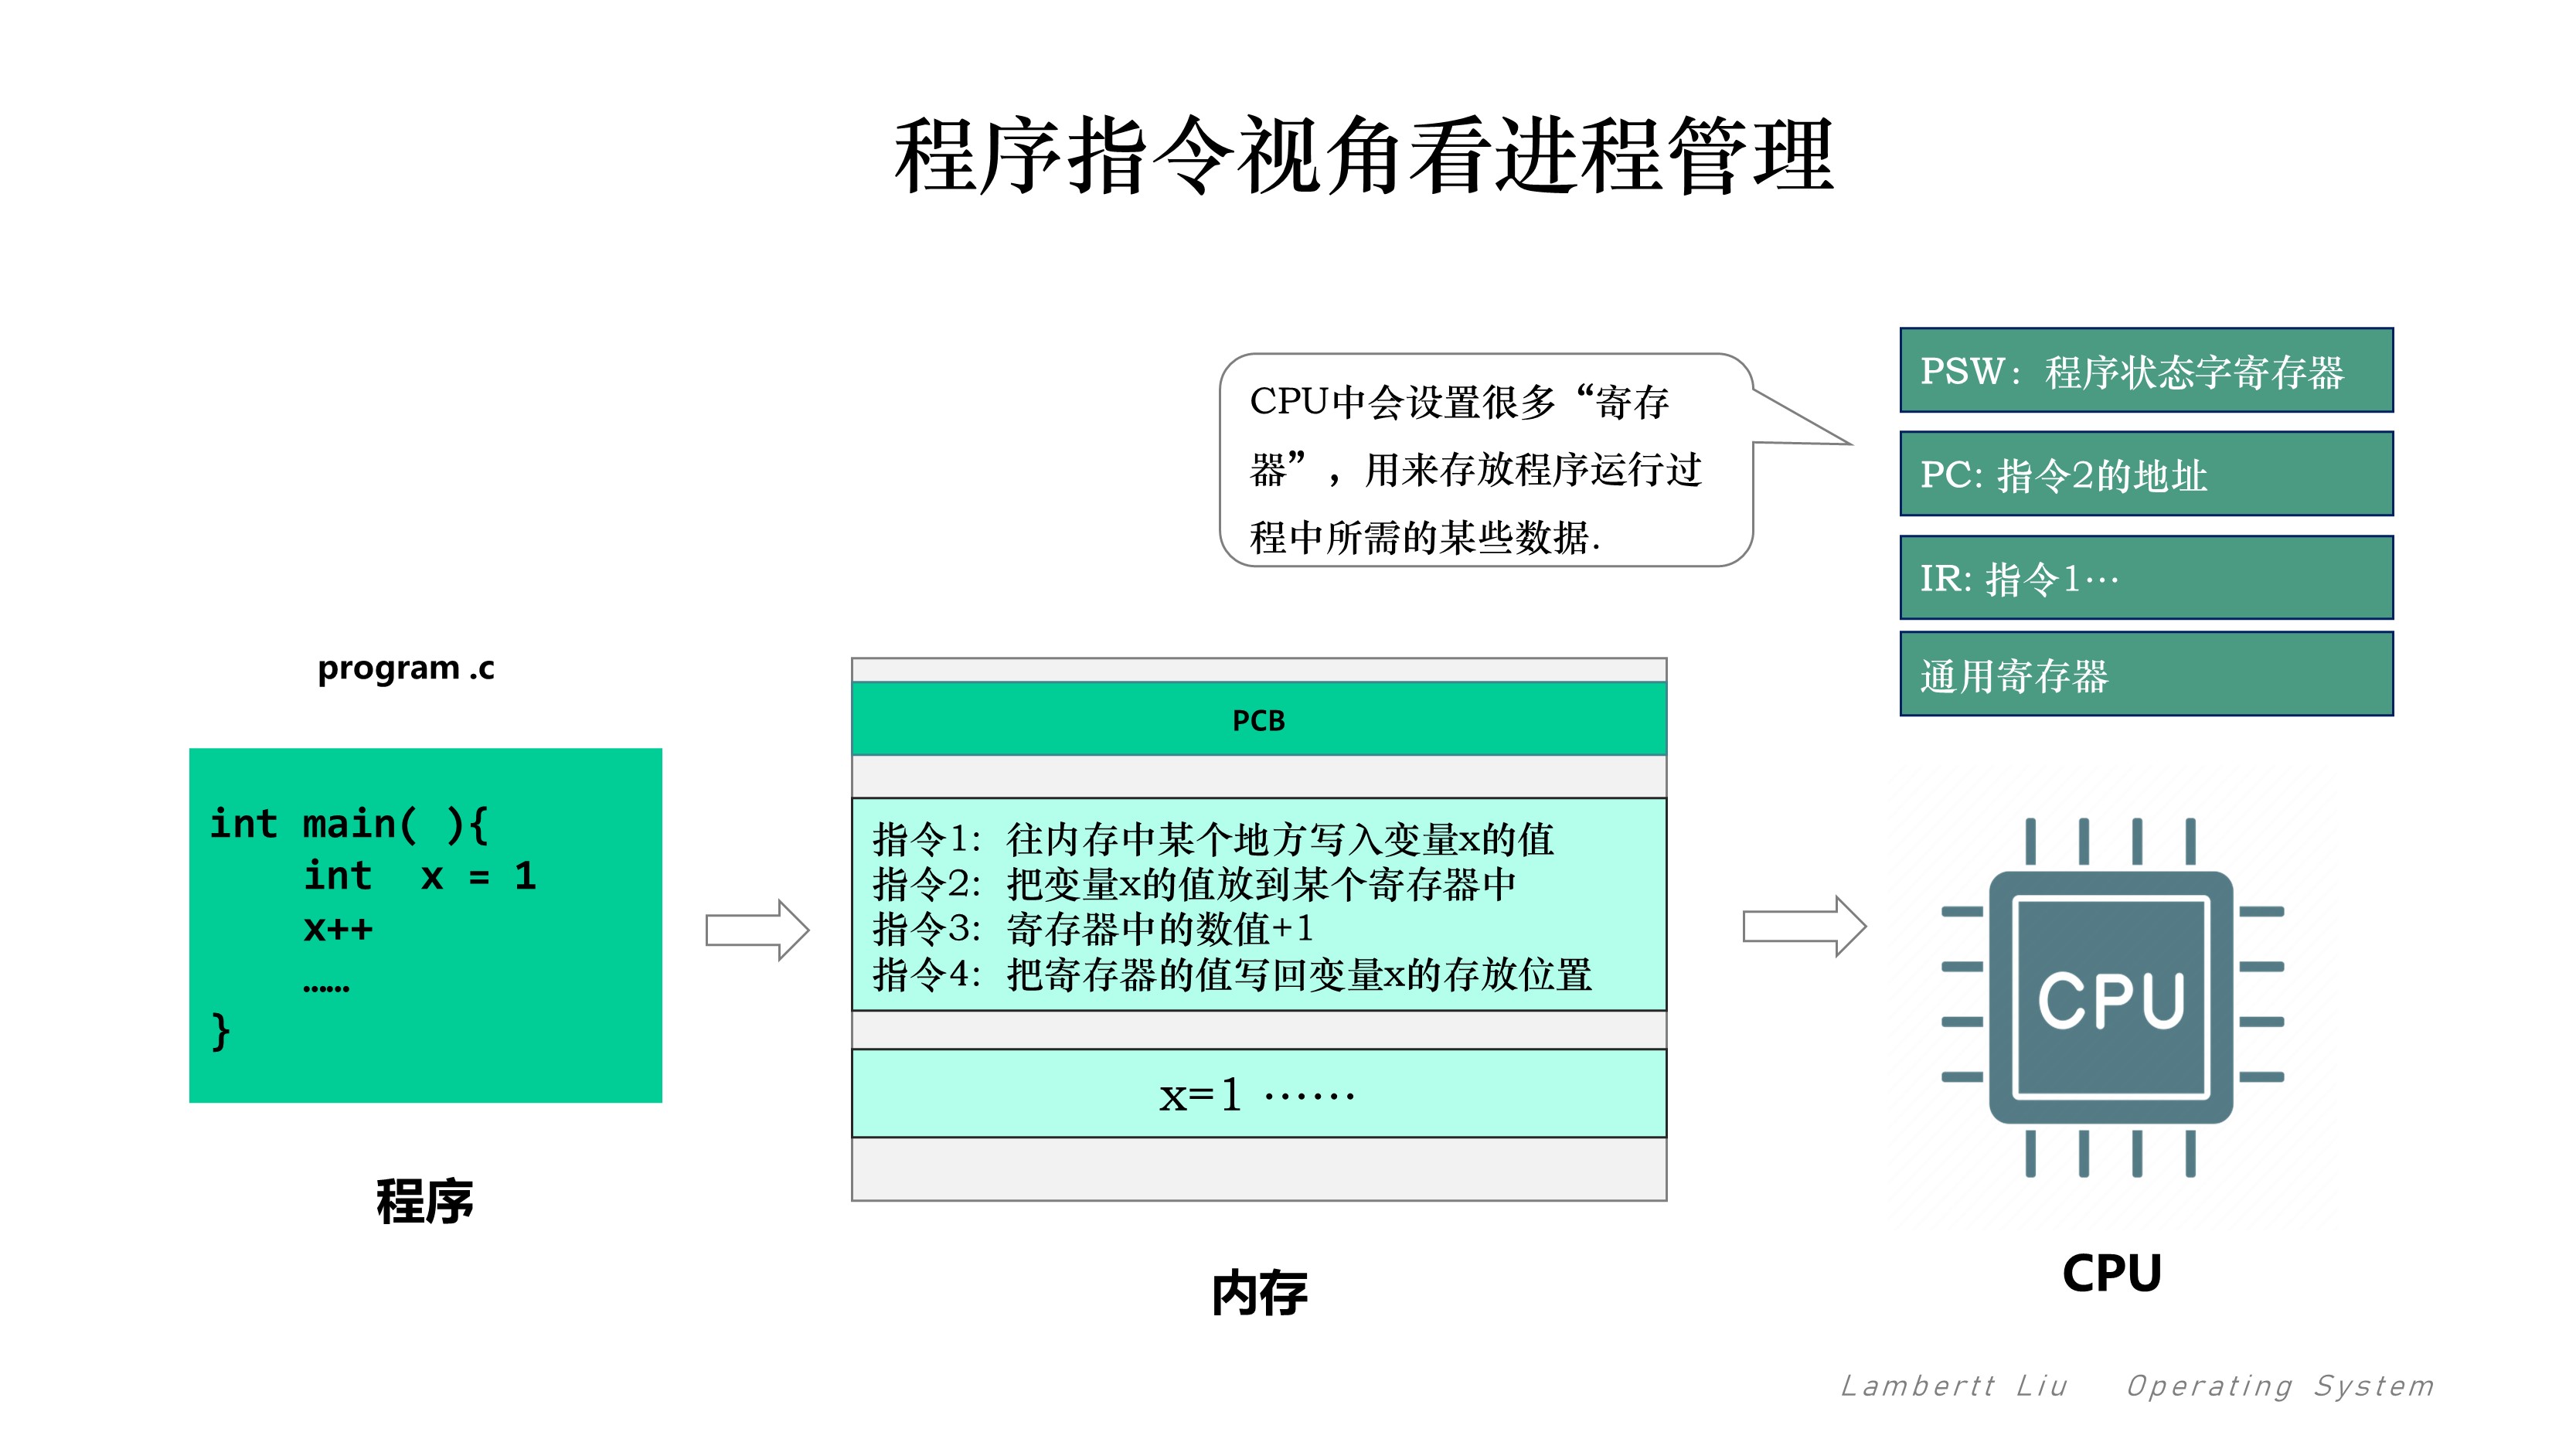 程序指令视角看进程管理
CPU中会设置很多“寄存
器”，用来存放程序运行过
程中所需的某些数据.
PSW：程序状态字寄存器
PC: 指令2的地址
IR: 指令1…
通用寄存器
program .c
int main( ){
int  x = 1
x++
……
}
程序
PCB
指令1：往内存中某个地方写入变量x的值
指令2：把变量x的值放到某个寄存器中
指令3：寄存器中的数值+1
指令4：把寄存器的值写回变量x的存放位置
x=1 ……
内存
CPU
CPU
Lambertt Liu   Operating System